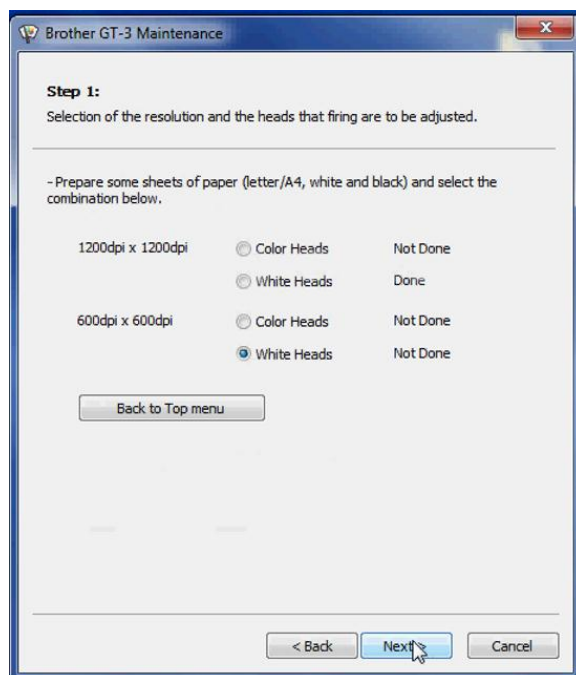 Brother GT-3 Maintenance
Step 1:
Selection of the resolution and the heads that firing are to be adjusted.
-Prepare some sheets of paper (letter/A4, white and black) and select the
combination below.
1200dpi x 1200dpi Color Heads Not Done
White Heads Done
600dpi x 600dpi Color Heads Not Done
White Heads Not Done
Back to Top menu
< Back Next > Cancel